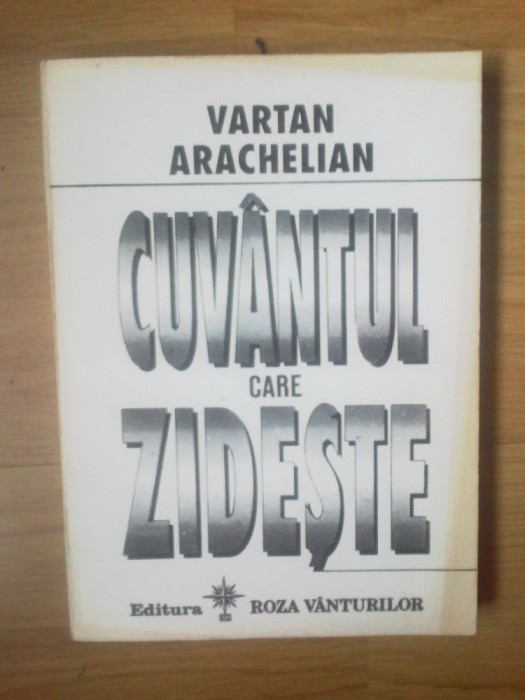 VARTAN
ARACHELIAN
CUVÂNTUL
CARE
ZIDEȘTE
Editura ROZA VÂNTURILOR